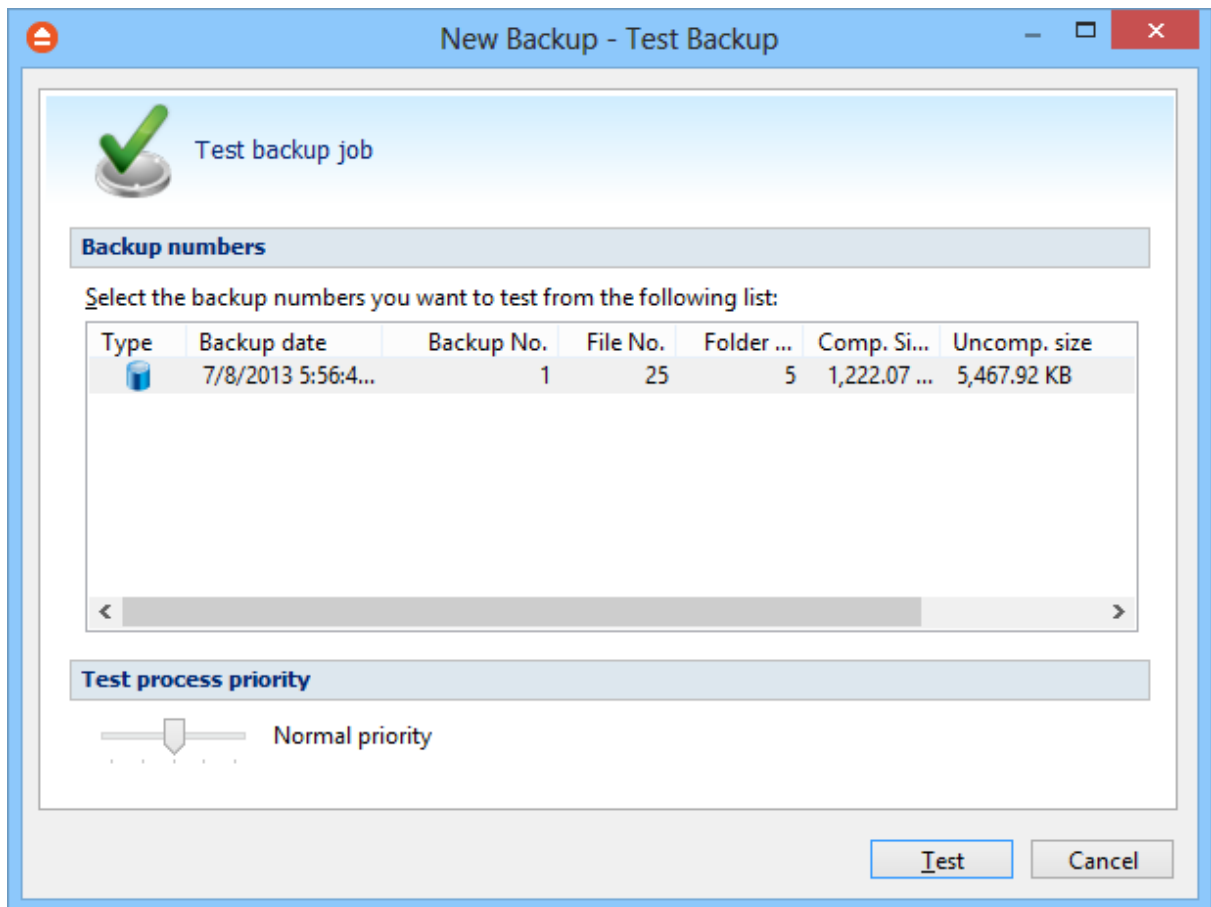 New Backup - Test Backup
Test backup job
Backup numbers
Select the backup numbers you want to test from the following list:
Type Backup date Backup No. File No. Folder ... Comp. Si... Uncomp. size
7/8/2013 5:56:4... 1 25 5 1,222.07 ... 5,467.92 KB
Test process priority
Normal priority
Test Cancel